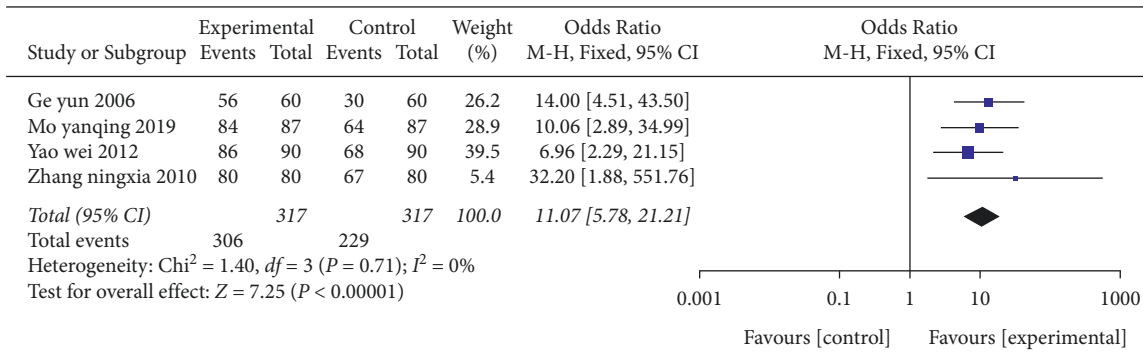 Experimental Control Weight Odds Ratio Odds Ratio
Study or Subgroup Events Total Events Total (%) M-H, Fixed, 95% CI M-H, Fixed, 95% CI
Ge yun 2006 56 60 30 60 26.2 14.00 [4.51, 43.50]
Mo yanqing 2019 84 87 64 87 28.9 10.06 [2.89, 34.99]
Yao wei 2012 86 90 68 90 39.5 6.96 [2.29, 21.15]
Zhang ningxia 2010 80 80 67 80 5.4 32.20 [1.88, 551.76]
Total (95% CI) 317 317 100.0 11.07 [5.78, 21.21]
Total events 306 229
Heterogeneity: Chi² = 1.40, df = 3 (P = 0.71); I² = 0%
Test for overall effect: Z = 7.25 (P < 0.00001)
0.001 0.1 1 10 1000
Favours [control] Favours [experimental]